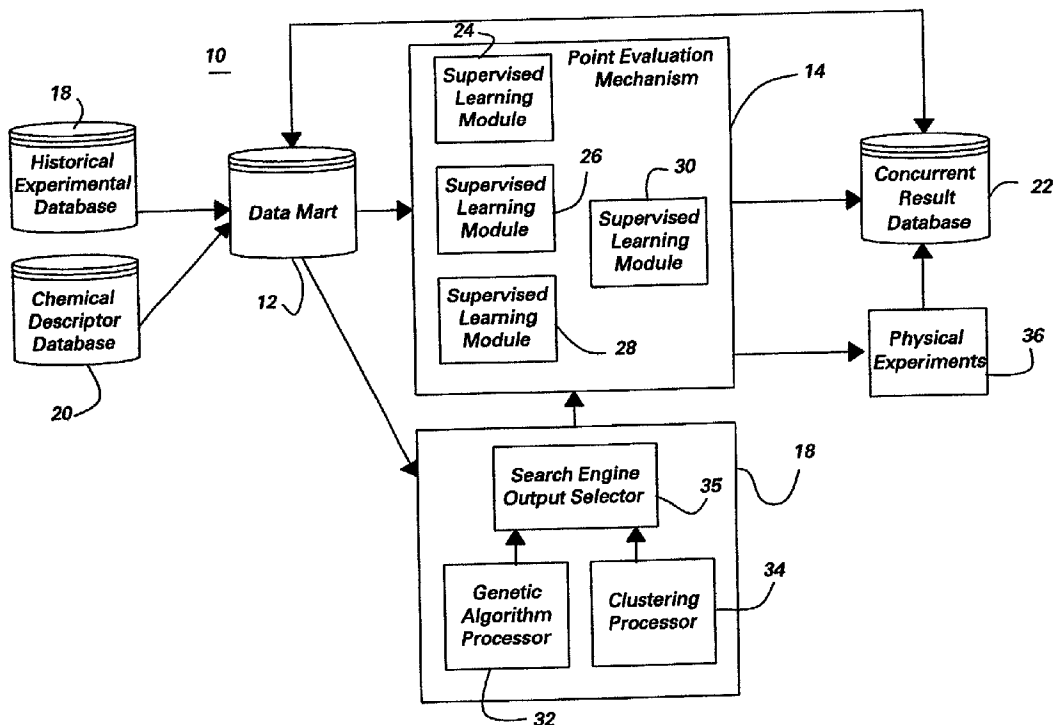 10
18
Historical
Experimental
Database
Chemical
Descriptor
Database
20
Data Mart
12
24
Supervised
Learning
Module
Point Evaluation
Mechanism
14
Supervised
Learning
Module
26
30
Supervised
Learning
Module
Supervised
Learning
Module
28
Concurrent
Result
Database
22
Physical
Experiments
36
Search Engine
Output Selector
35
18
Genetic
Algorithm
Processor
32
Clustering
Processor
34